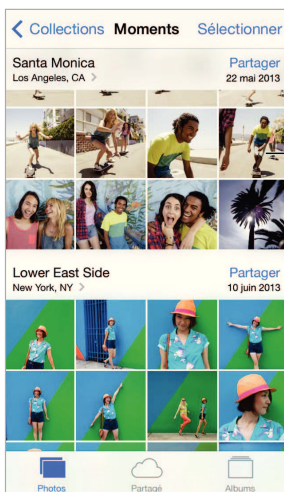 Collections Moments Sélectionner
Santa Monica Partager
Los Angeles, CA 22 mai 2013
Lower East Side Partager
New York, NY 10 juin 2013
Photos Partagé Albums